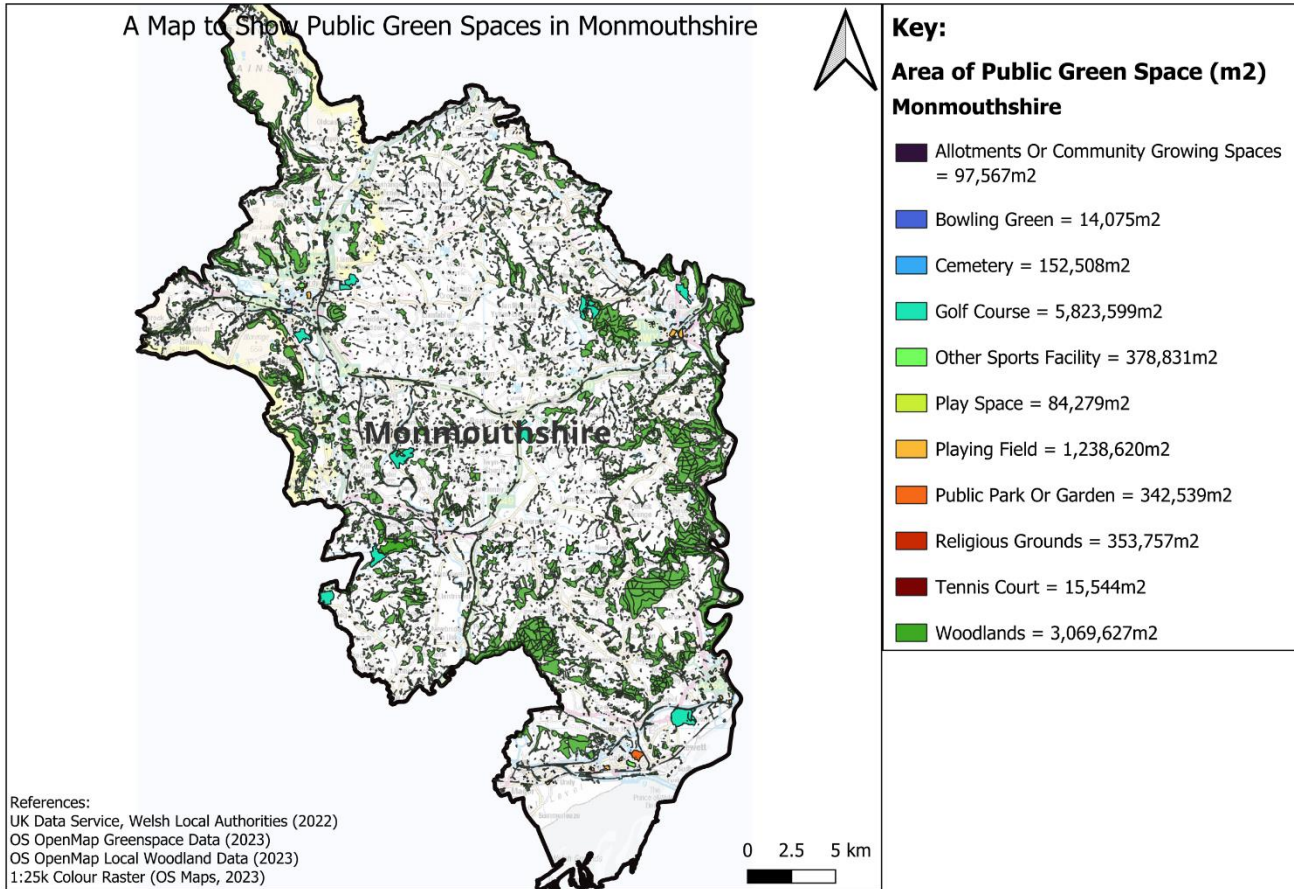 A Map to Show Public Green Spaces in Monmouthshire
Key:
Area of Public Green Space (m2)
Monmouthshire
Allotments Or Community Growing Spaces
= 97,567m2
Bowling Green = 14,075m2
Cemetery = 152,508m2
Golf Course = 5,823,599m2
Other Sports Facility = 378,831m2
Play Space = 84,279m2
Playing Field = 1,238,620m2
Public Park Or Garden = 342,539m2
Religious Grounds = 353,757m2
Tennis Court = 15,544m2
Woodlands = 3,069,627m2
Monmouthshire
References:
UK Data Service, Welsh Local Authorities (2022)
OS OpenMap Greenspace Data (2023)
OS OpenMap Local Woodland Data (2023)
1:25k Colour Raster (OS Maps, 2023)
0 2.5 5 km